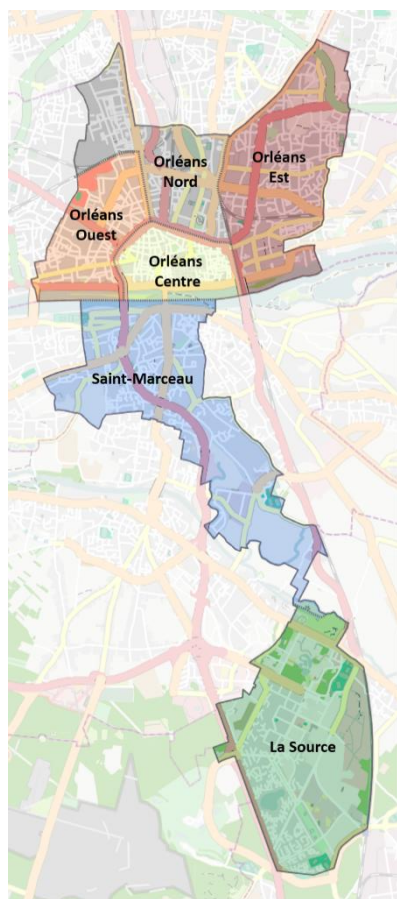 Orléans
Nord
Orléans
Est
Orléans
Ouest
Orléans
Centre
Saint-Marceau
La Source